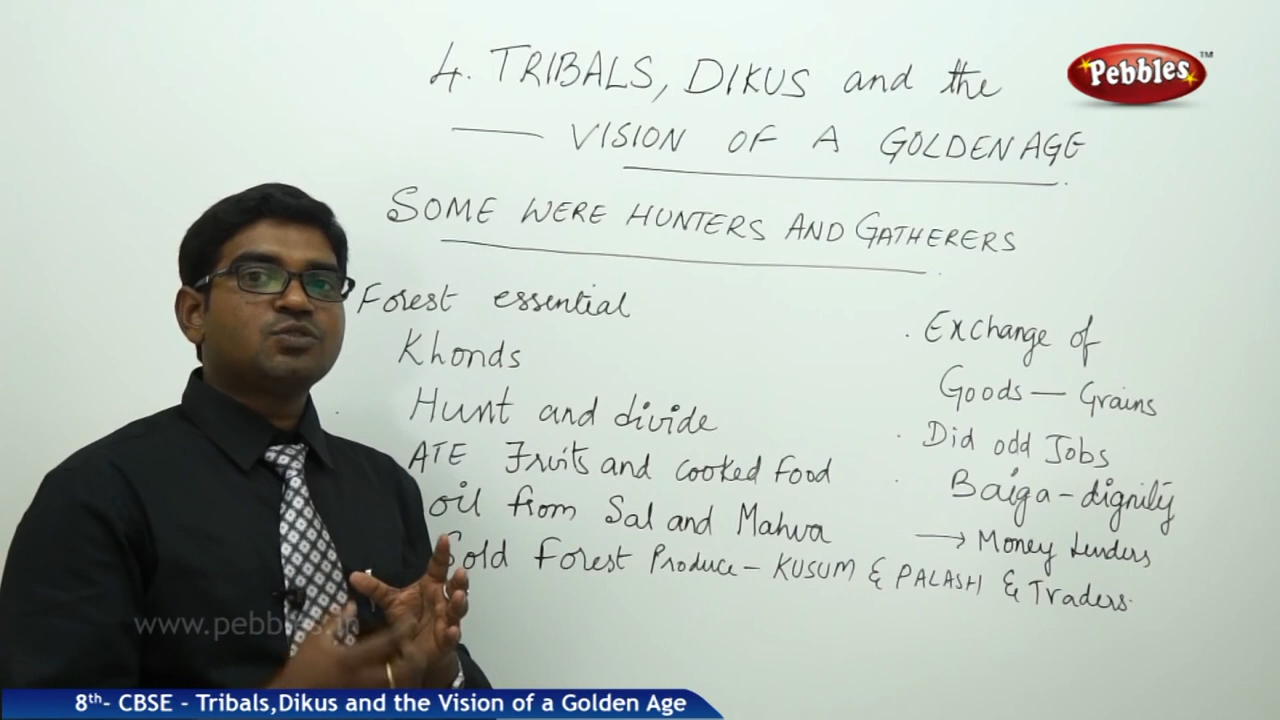 4. TRIBALS, DIKUS and the
VISION OF A GOLDEN AGE
SOME WERE HUNTERS AND GATHERERS
Forest essential
Khonds
Hunt and divide
ATE Fruits and cooked food
oil from Sal and Mahua
Sold Forest Produce - KUSUM & PALASH
. Exchange of
Goods — Grains
. Did odd Jobs
. Baiga - dignity
→ Money lenders
& Traders.
Pebbles TM
www.pebbles.in
8th- CBSE - Tribals,Dikus and the Vision of a Golden Age